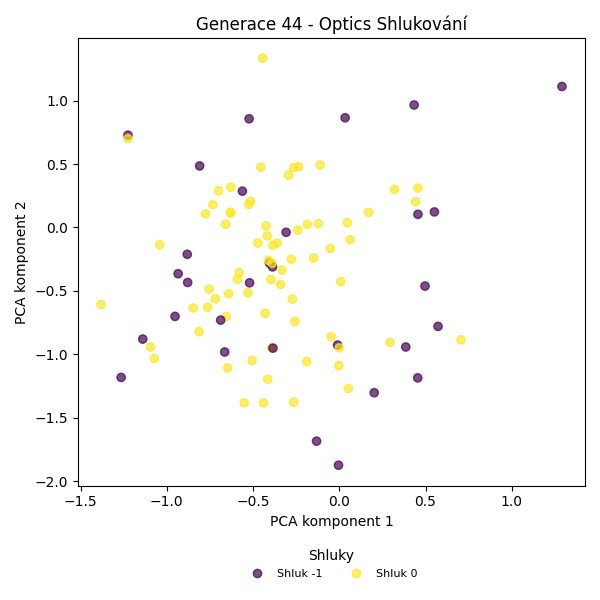 Generace 44 - Optics Shlukování
PCA komponent 2
1.0
0.5
0.0
−0.5
−1.0
−1.5
−2.0
−1.5 −1.0 −0.5 0.0 0.5 1.0
PCA komponent 1
Shluky
Shluk -1 Shluk 0